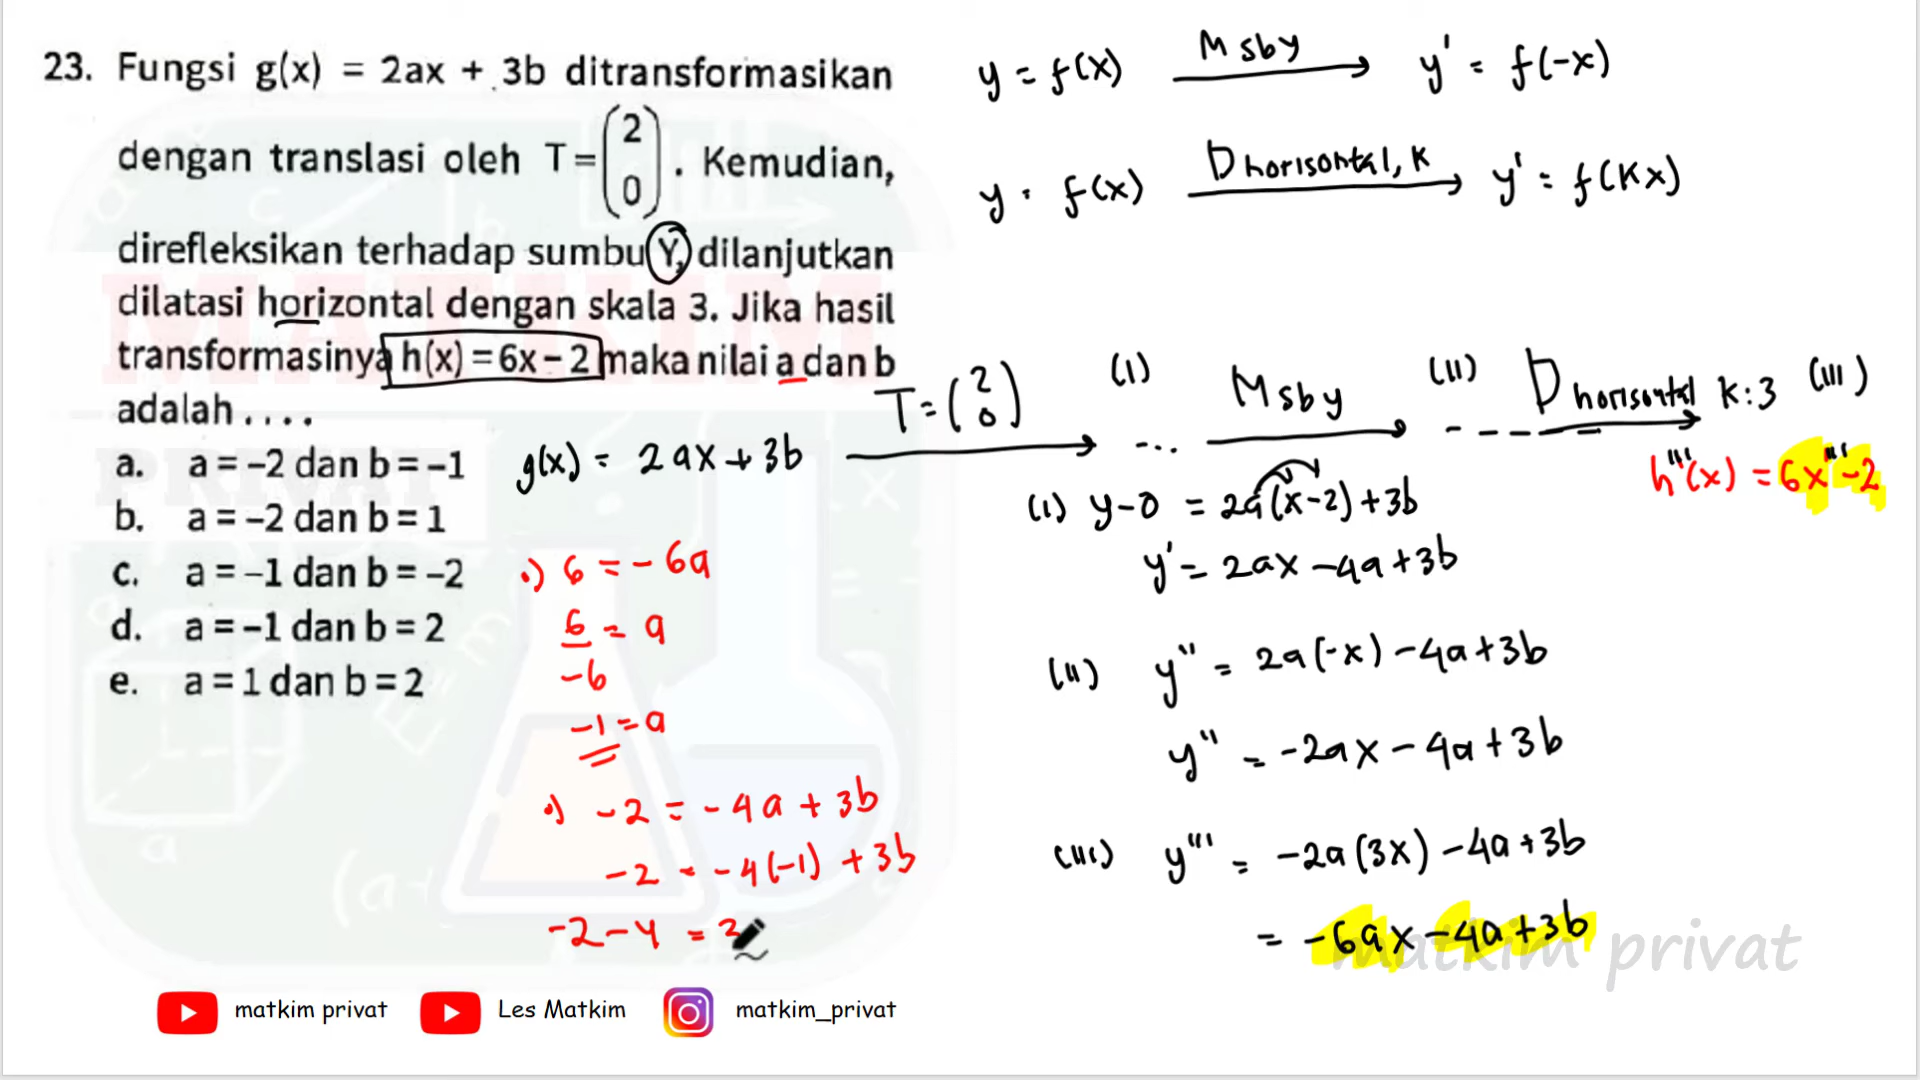 23. Fungsi g(x) = 2ax + 3b ditransformasikan
dengan translasi oleh T = (2 0). Kemudian,
direfleksikan terhadap sumbu Y, dilanjutkan
dilatasi horizontal dengan skala 3. Jika hasil
transformasinya h(x) = 6x – 2 maka nilai a dan b
adalah . . . .
a. a = –2 dan b = –1
b. a = –2 dan b = 1
c. a = –1 dan b = –2
d. a = –1 dan b = 2
e. a = 1 dan b = 2
y = f(x) M sby y' = f(-x)
y = f(x) D horisontal, k y' = f(kx)
g(x) = 2ax + 3b T = (2 0) (I) ... M sby (II) ----- D horisontal k : 3 (III)
h'''(x) = 6x''' - 2
(I) y - 0 = 2a(x-2) + 3b
y' = 2ax - 4a + 3b
(II) y'' = 2a(-x) - 4a + 3b
y'' = -2ax - 4a + 3b
(III) y''' = -2a(3x) - 4a + 3b
= -6ax - 4a + 3b
•) 6 = -6a
6 = a
-6
-1 = a
•) -2 = -4a + 3b
-2 = -4(-1) + 3b
-2 - 4 = 3
matkim privat
matkim privat Les Matkim matkim_privat
MATKIM
PRIVAT